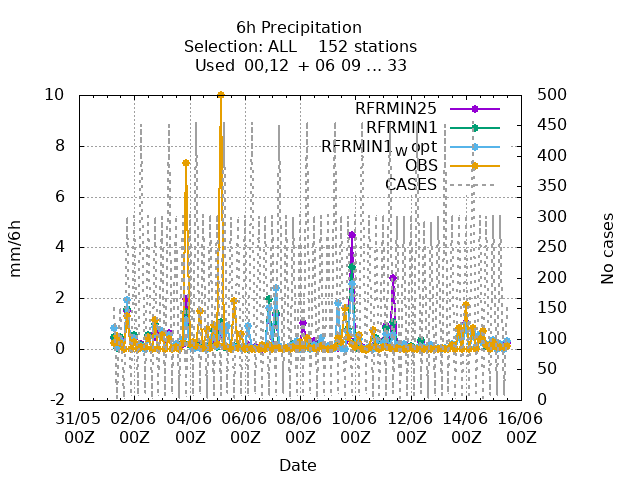 6h Precipitation
Selection: ALL 152 stations
Used 00,12 + 06 09 ... 33
10
8
6
4
2
0
-2
500
450
400
350
300
250
200
150
100
50
0
RFRMIN25
RFRMIN1
RFRMIN1w opt
OBS
CASES
mm/6h
No cases
31/05 02/06 04/06 06/06 08/06 10/06 12/06 14/06 16/06
00Z 00Z 00Z 00Z 00Z 00Z 00Z 00Z 00Z
Date